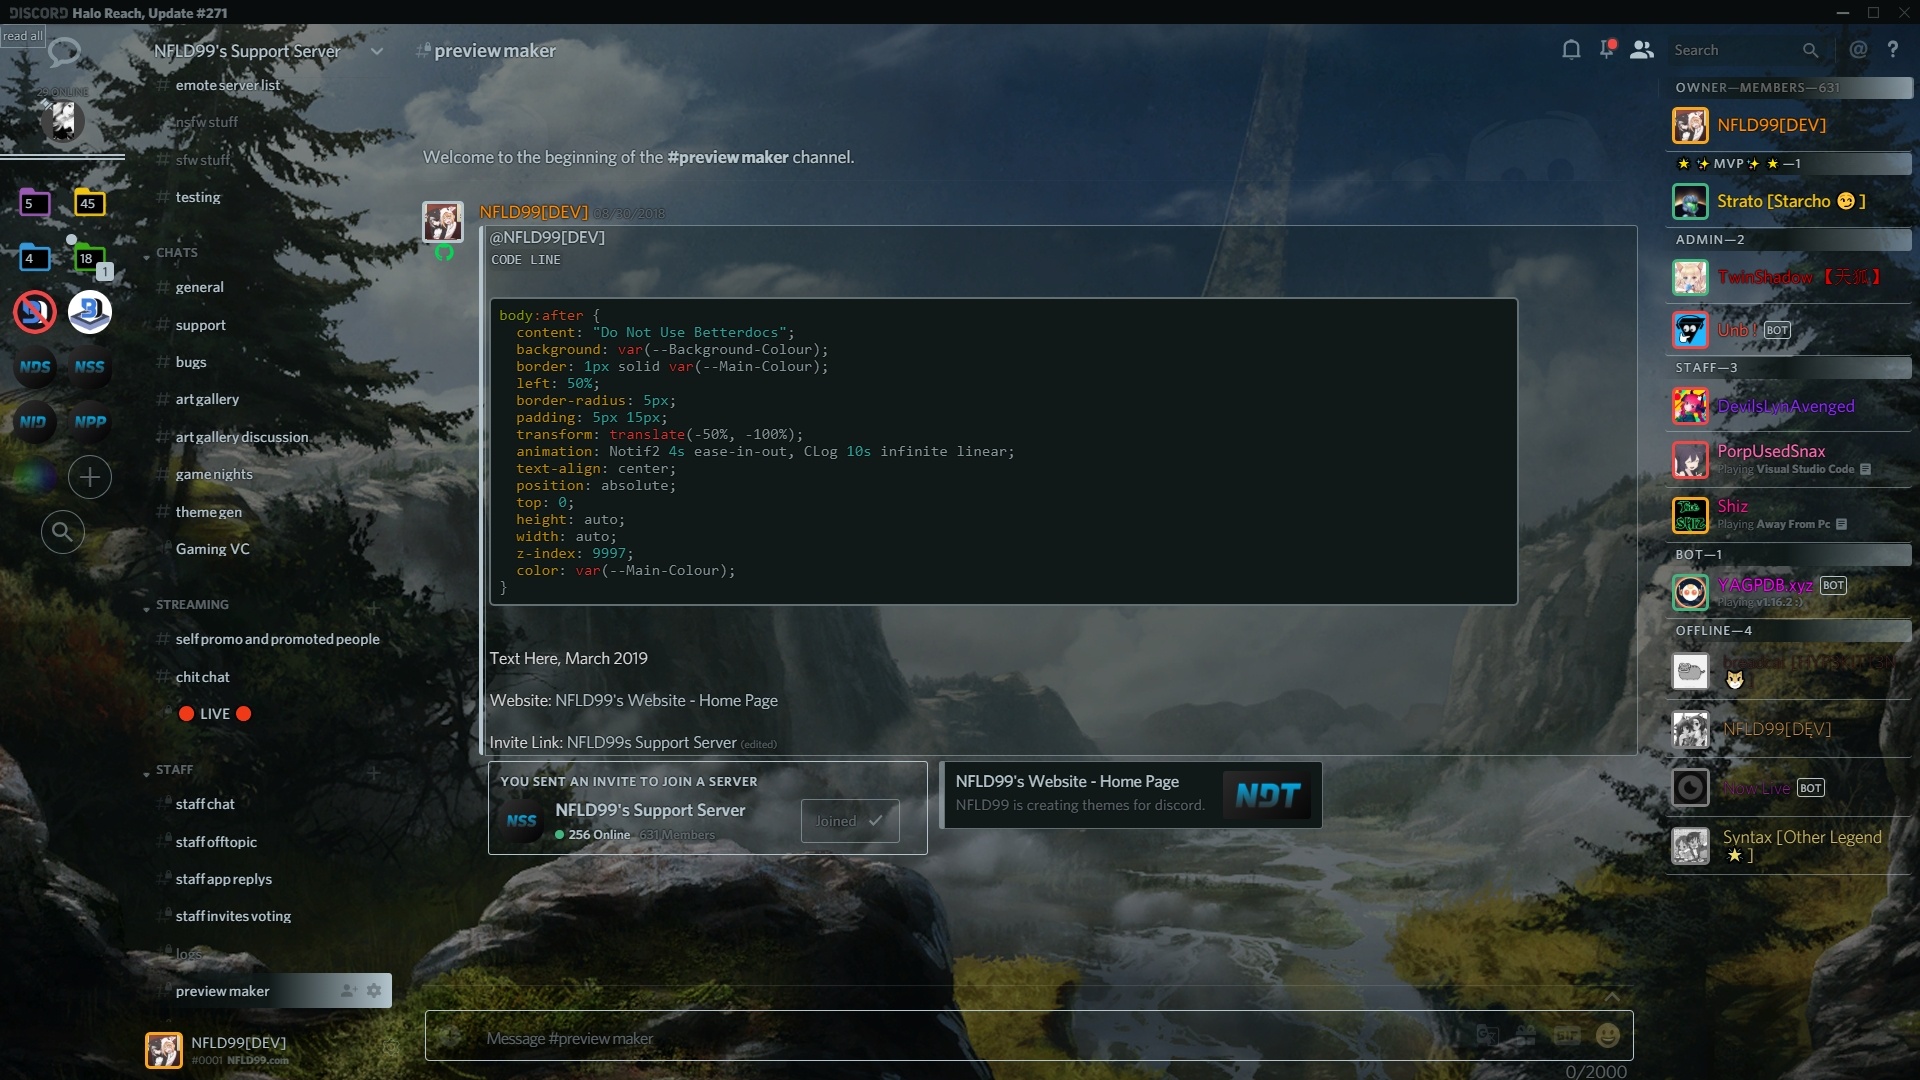 DISCORD Halo Reach, Update #271
read all
29 ONLINE
5
45
4
18
1
NDS
NSS
NID
NPP
NFLD99's Support Server
emote server list
nsfw stuff
sfw stuff
testing
CHATS
general
support
bugs
art gallery
art gallery discussion
game nights
theme gen
Gaming VC
STREAMING
self promo and promoted people
chit chat
🔴 LIVE 🔴
STAFF
staff chat
staff offtopic
staff app replys
staff invites voting
logs
preview maker
NFLD99[DEV]
#0001 NFLD99.com
# preview maker
Search
Welcome to the beginning of the #preview maker channel.
NFLD99[DEV] 08/30/2018
@NFLD99[DEV]
CODE LINE
body:after {
content: "Do Not Use Betterdocs";
background: var(--Background-Colour);
border: 1px solid var(--Main-Colour);
left: 50%;
border-radius: 5px;
padding: 5px 15px;
transform: translate(-50%, -100%);
animation: Notif2 4s ease-in-out, CLog 10s infinite linear;
text-align: center;
position: absolute;
top: 0;
height: auto;
width: auto;
z-index: 9997;
color: var(--Main-Colour);
}
Text Here, March 2019
Website: NFLD99's Website - Home Page
Invite Link: NFLD99s Support Server (edited)
YOU SENT AN INVITE TO JOIN A SERVER
NSS
NFLD99's Support Server
256 Online 631 Members
Joined
NFLD99's Website - Home Page
NFLD99 is creating themes for discord.
NDT
Message #preview maker
0/2000
OWNER—MEMBERS—631
NFLD99[DEV]
🌟✨MVP✨🌟—1
Strato [Starcho 😏]
ADMIN—2
TwinShadow 【天狐】
Unb ! BOT
STAFF—3
DevilsLynAvenged
PorpUsedSnax
Playing Visual Studio Code
Shiz
Playing Away From Pc
BOT—1
YAGPDB.xyz BOT
Playing v1.16.2 :)
OFFLINE—4
NFLD99[DEV]
Now Live BOT
Syntax [Other Legend
🌟]